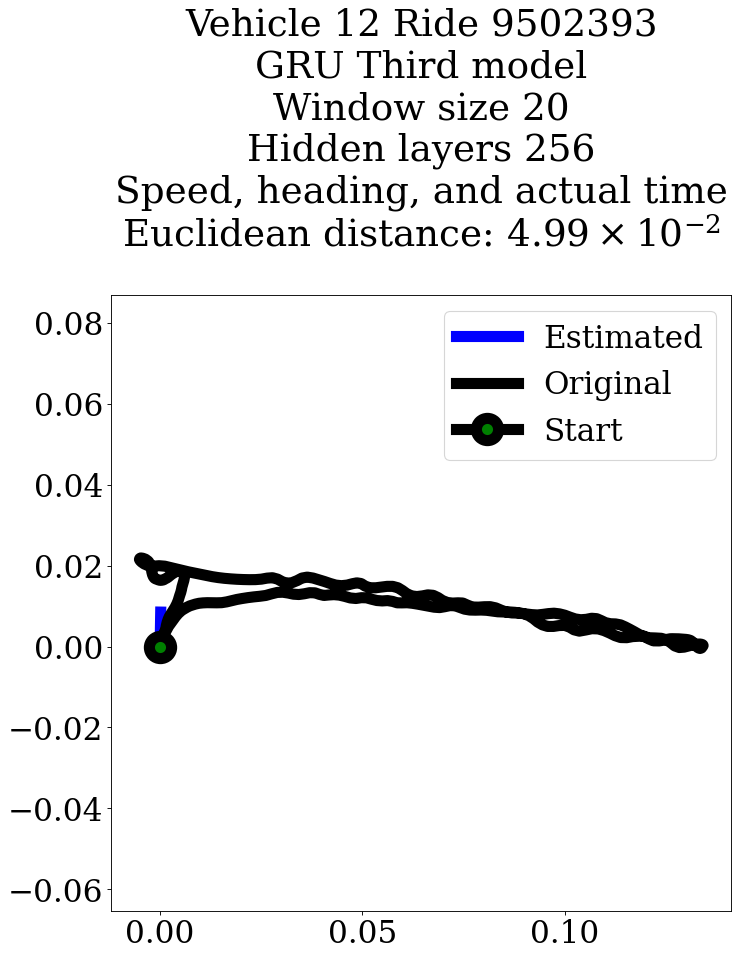 Vehicle 12 Ride 9502393
GRU Third model
Window size 20
Hidden layers 256
Speed, heading, and actual time
Euclidean distance: 4.99 × 10⁻²
Estimated
Original
Start
0.08
0.06
0.04
0.02
0.00
−0.02
−0.04
−0.06
0.00 0.05 0.10